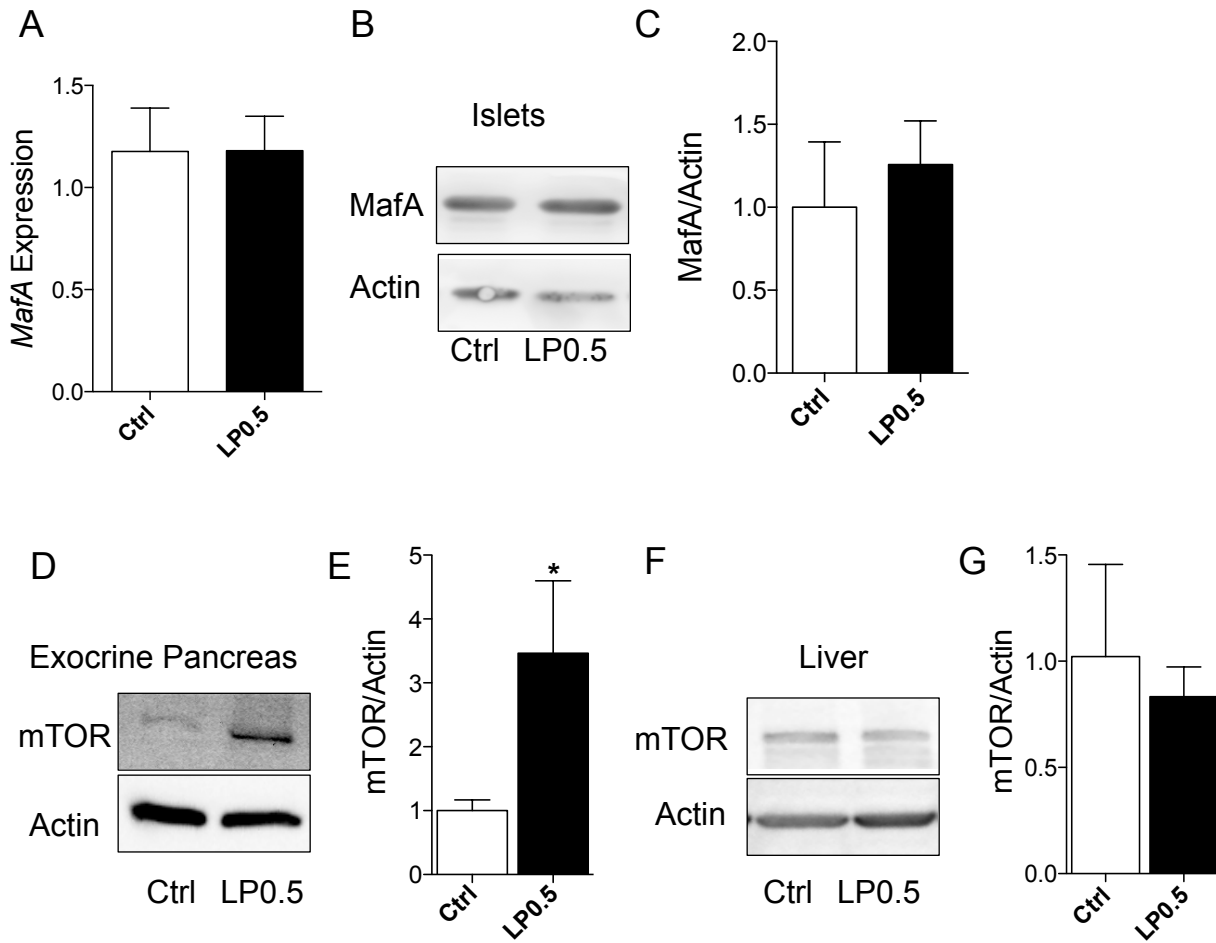 A
B
C
MafA Expression
1.5
1.0
0.5
0.0
Ctrl
LP0.5
Islets
MafA
Actin
Ctrl LP0.5
MafA/Actin
2.0
1.5
1.0
0.5
0.0
Ctrl
LP0.5
D
E
F
G
Exocrine Pancreas
mTOR
Actin
Ctrl LP0.5
mTOR/Actin
5
4
3
2
1
0
*
Ctrl
LP0.5
Liver
mTOR
Actin
Ctrl LP0.5
mTOR/Actin
1.5
1.0
0.5
0.0
Ctrl
LP0.5